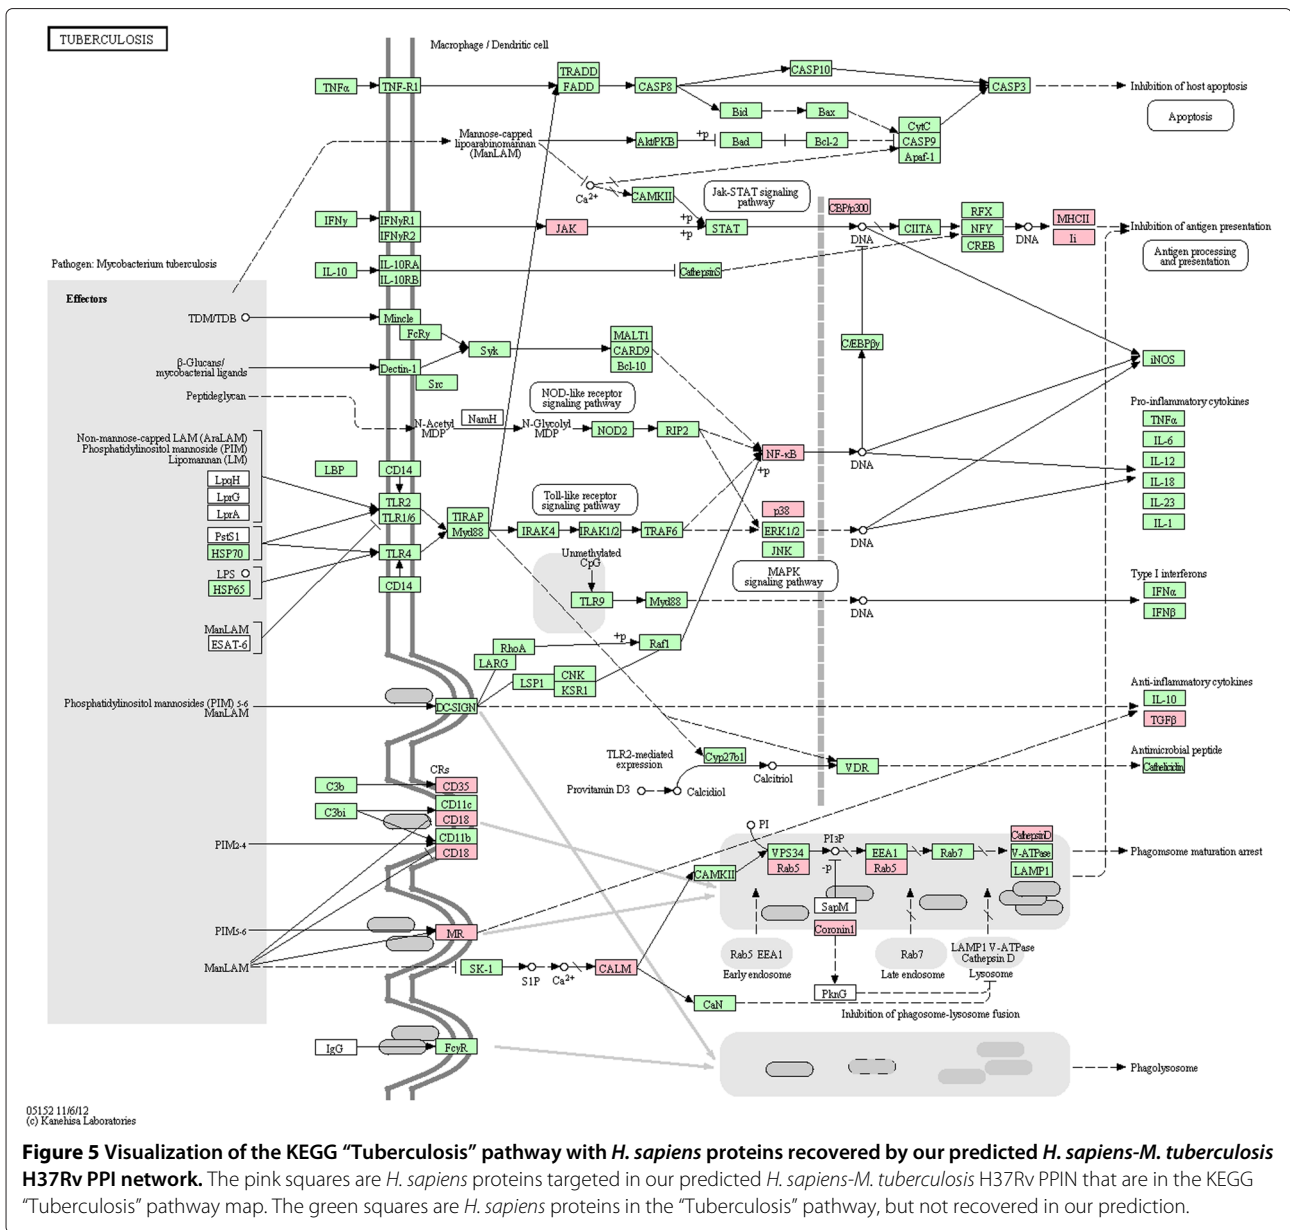 TUBERCULOSIS
Macrophage / Dendritic cell
TNFα
TNF-R1
TRADD
FADD
CASP8
CASP10
CASP3
Inhibition of host apoptosis
Apoptosis
Bid
Bax
CytC
CASP9
Apaf-1
Mannose-capped
lipoarabinomannan
(ManLAM)
Akt/PKB
+p
Bad
Bcl-2
Ca2+
CAMKII
Jak-STAT signaling
pathway
IFNγ
IFNγR1
IFNγR2
JAK
+p
+p
STAT
CBP/p300
DNA
CIITA
RFX
NFY
CREB
DNA
MHCII
Ii
Inhibition of antigen presentation
Antigen processing
and presentation
IL-10
IL-10RA
IL-10RB
CathepsinS
Pathogen: Mycobacterium tuberculosis
Effectors
TDM/TDB
Mincle
FcRγ
Syk
MALT1
CARD9
Bcl-10
C/EBPβγ
iNOS
β-Glucans/
mycobacterial ligands
Dectin-1
Src
Peptideglycan
N-Acetyl
MDP
NamH
N-Glycolyl
MDP
NOD-like receptor
signaling pathway
NOD2
RIP2
NF-κB
+p
DNA
Pro-inflammatory cytokines
TNFα
IL-6
IL-12
IL-18
IL-23
IL-1
Non-mannose-capped LAM (AraLAM)
Phosphatidylinositol mannoside (PIM)
Lipomannan (LM)
LpqH
LprG
LprA
PstS1
HSP70
LPS
HSP65
ManLAM
ESAT-6
LBP
CD14
TLR2
TLR1/6
TLR4
CD14
TIRAP
Myd88
IRAK4
IRAK1/2
TRAF6
Toll-like receptor
signaling pathway
p38
ERK1/2
JNK
DNA
MAPK
signaling pathway
Unmethylated
CpG
TLR9
Myd88
DNA
Type I interferons
IFNα
IFNβ
RhoA
LARG
+p
Raf1
LSP1
CNK
KSR1
Phosphatidylinositol mannosides (PIM) 5-6
ManLAM
DC-SIGN
Anti-inflammatory cytokines
IL-10
TGFβ
TLR2-mediated
expression
Cyp27b1
Provitamin D3
Calcidiol
Calcitriol
VDR
Antimicrobial peptide
Cathelicidin
CRs
C3b
CD35
C3bi
CD11c
CD18
CD11b
CD18
PIM2-4
PI
VPS34
Rab5
PI3P
-p
EEA1
Rab5
Rab7
CathepsinD
V-ATPase
LAMP1
Phagomsome maturation arrest
CAMKII
SapM
Coronin1
PIM5-6
MR
ManLAM
SK-1
S1P
Ca2+
CALM
CaN
Rab5 EEA1
Early endosome
Rab7
Late endosome
LAMP1 V-ATPase
Cathepsin D
Lysosome
PknG
Inhibition of phagosome-lysosome fusion
IgG
FcγR
Phagolysosome
05152 11/6/12
(c) Kanehisa Laboratories
Figure 5 Visualization of the KEGG “Tuberculosis” pathway with H. sapiens proteins recovered by our predicted H. sapiens-M. tuberculosis
H37Rv PPI network. The pink squares are H. sapiens proteins targeted in our predicted H. sapiens-M. tuberculosis H37Rv PPIN that are in the KEGG
“Tuberculosis” pathway map. The green squares are H. sapiens proteins in the “Tuberculosis” pathway, but not recovered in our prediction.